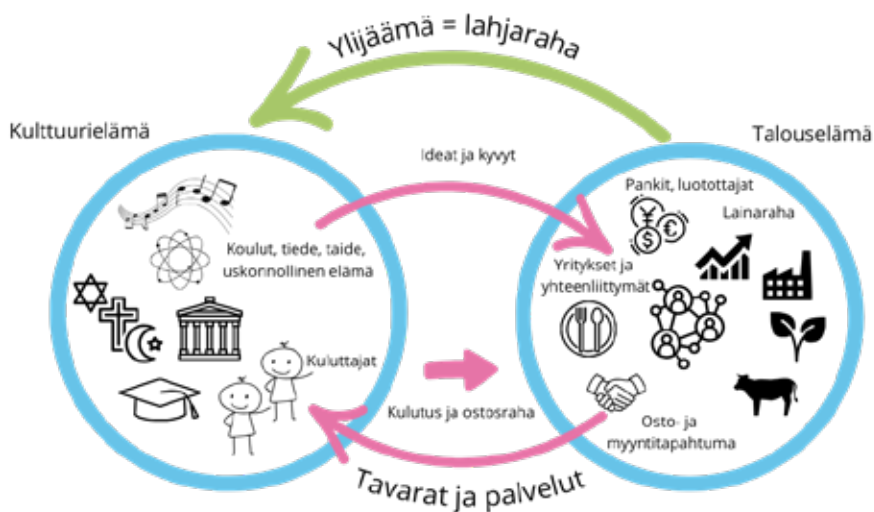 Ylijäämä = lahjaraha
Kulttuurielämä
Talouselämä
Ideat ja kyvyt
Pankit, luotottajat
Lainaraha
Koulut, tiede, taide,
uskonnollinen elämä
Yritykset ja
yhteenliittymät
Kuluttajat
Kulutus ja ostosraha
Osto- ja
myyntitapahtuma
Tavarat ja palvelut